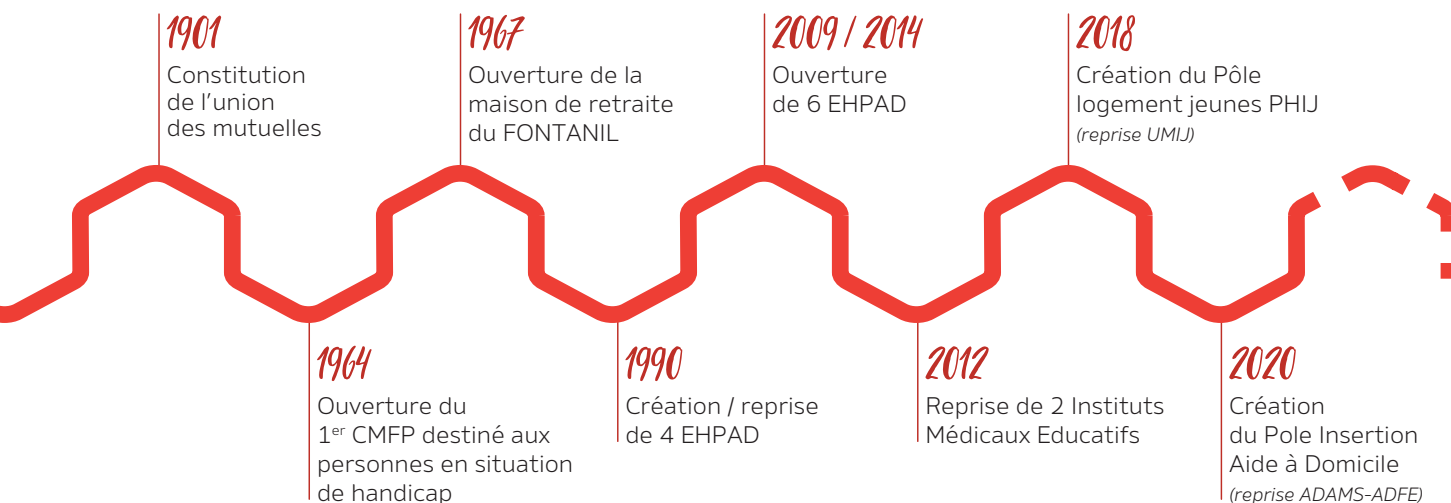 1901
Constitution
de l'union
des mutuelles
1964
Ouverture du
1er CMFP destiné aux
personnes en situation
de handicap
1967
Ouverture de la
maison de retraite
du FONTANIL
1990
Création / reprise
de 4 EHPAD
2009 / 2014
Ouverture
de 6 EHPAD
2012
Reprise de 2 Instituts
Médicaux Educatifs
2018
Création du Pôle
logement jeunes PHIJ
(reprise UMIJ)
2020
Création
du Pole Insertion
Aide à Domicile
(reprise ADAMS-ADFE)